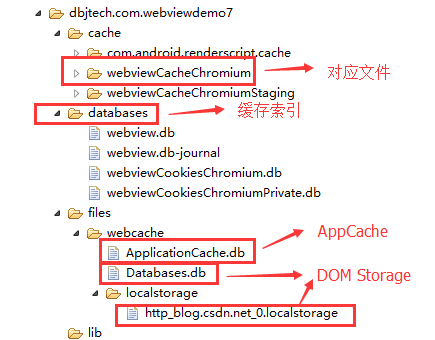 dbjtech.com.webviewdemo7
cache
com.android.renderscript.cache
webviewCacheChromium 对应文件
webviewCacheChromiumStaging
databases 缓存索引
webview.db
webview.db-journal
webviewCookiesChromium.db
webviewCookiesChromiumPrivate.db
files
webcache
ApplicationCache.db AppCache
Databases.db DOM Storage
localstorage
http_blog.csdn.net_0.localstorage
lib